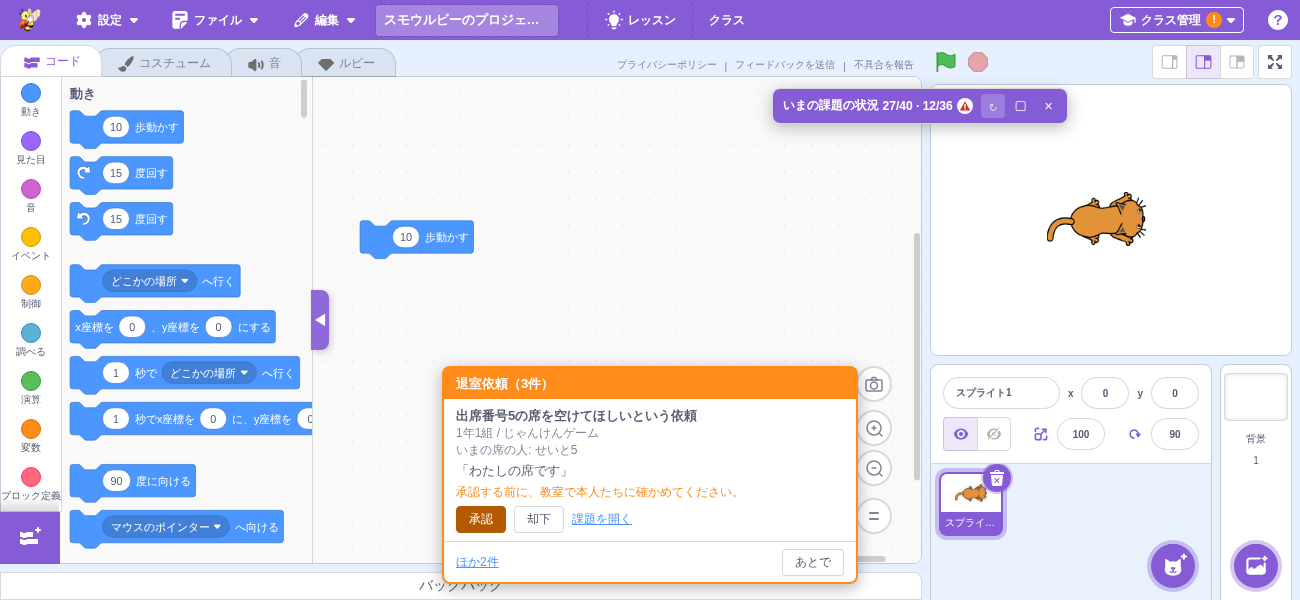 設定
ファイル
編集
スモウルビーのプロジェ…
レッスン
クラス
クラス管理
!
?
コード
コスチューム
音
ルビー
プライバシーポリシー | フィードバックを送信 | 不具合を報告
いまの課題の状況 27/40 · 12/36
動き
見た目
音
イベント
制御
調べる
演算
変数
ブロック定義
動き
10 歩動かす
15 度回す
15 度回す
どこかの場所 へ行く
x座標を 0 、y座標を 0 にする
1 秒で どこかの場所 へ行く
1 秒でx座標を 0 に、y座標を 0
90 度に向ける
マウスのポインター へ向ける
10 歩動かす
退室依頼（3件）
出席番号5の席を空けてほしいという依頼
1年1組 / じゃんけんゲーム
いまの席の人: せいと5
「わたしの席です」
承認する前に、教室で本人たちに確かめてください。
承認
却下
課題を開く
ほか2件
あとで
バックパック
スプライト1
x 0
y 0
100
90
スプライ…
背景
1